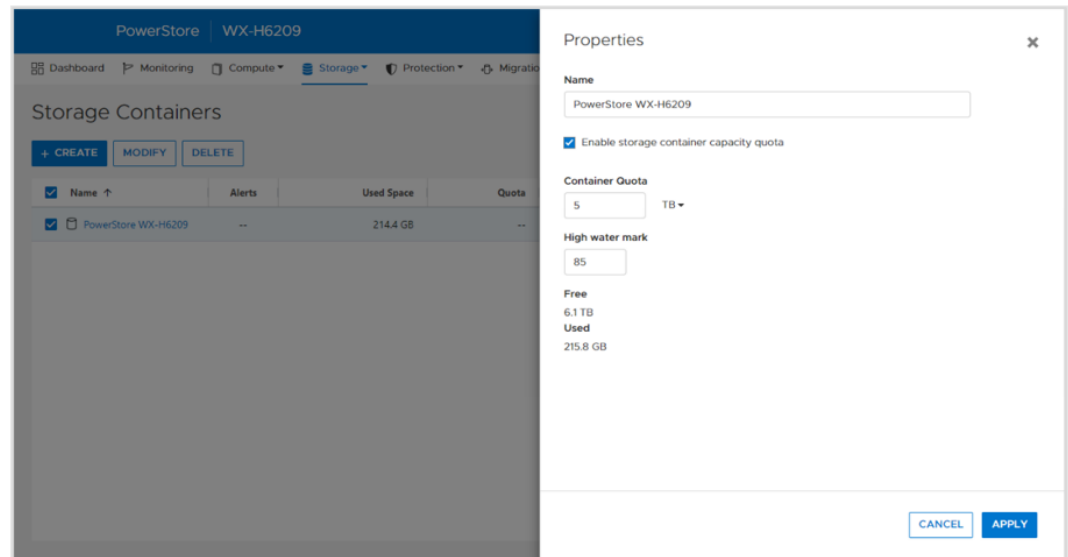 PowerStore WX-H6209
Dashboard Monitoring Compute Storage Protection Migratio
Storage Containers
+ CREATE MODIFY DELETE
Name ↑ Alerts Used Space Quota
PowerStore WX-H6209 -- 214.4 GB --
Properties
Name
PowerStore WX-H6209
Enable storage container capacity quota
Container Quota
5 TB
High water mark
85
Free
6.1 TB
Used
215.8 GB
CANCEL APPLY